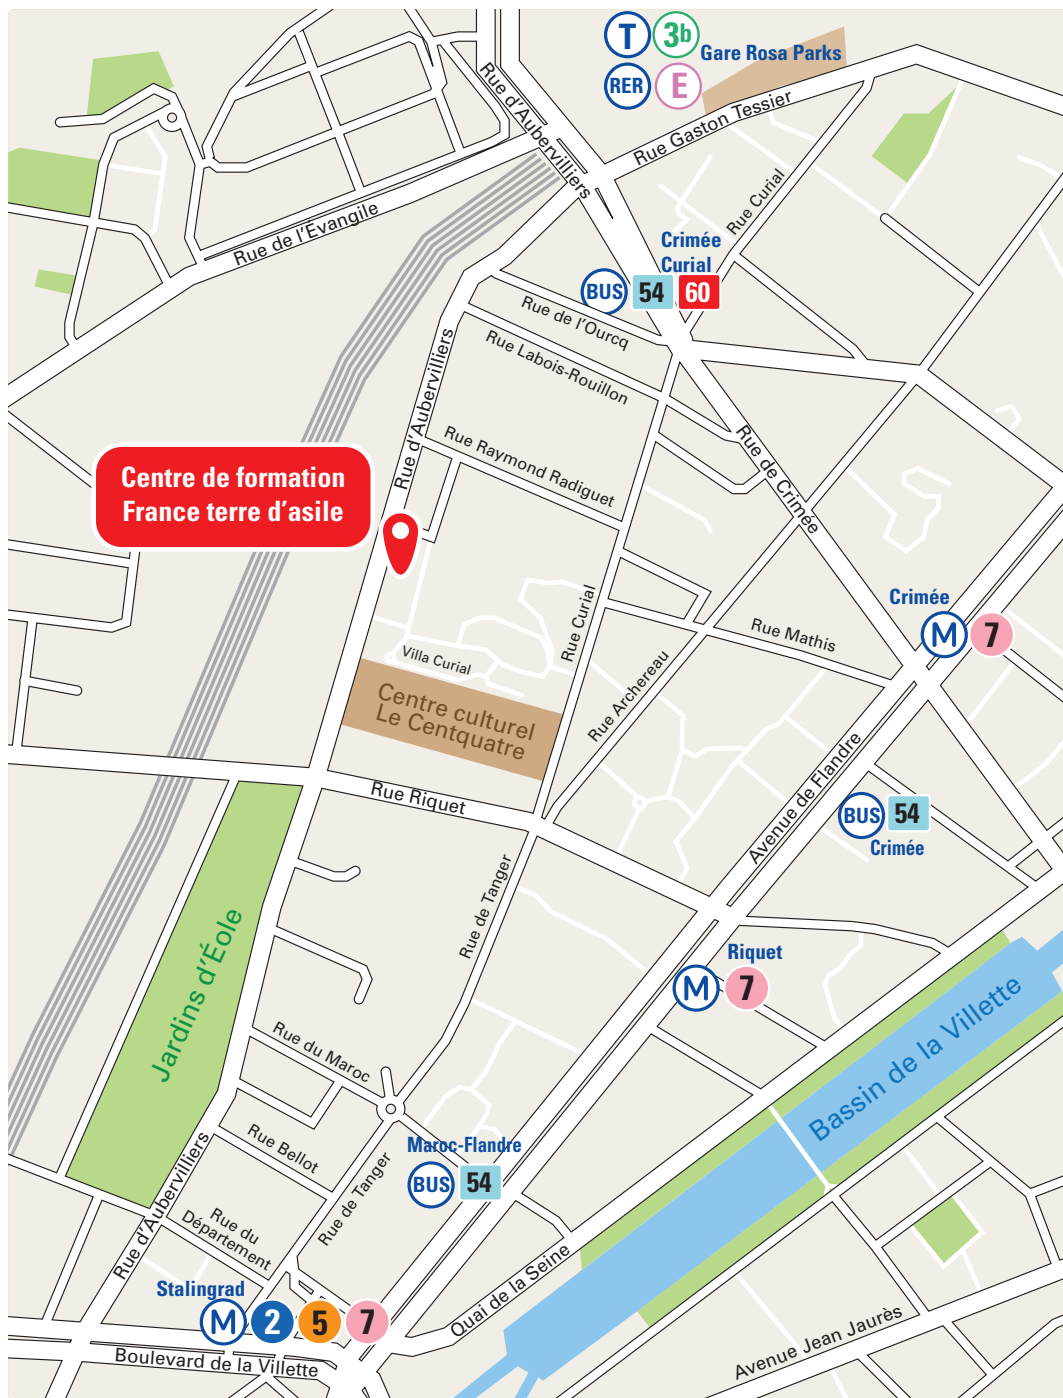 T 3b
Gare Rosa Parks
RER E
Rue d'Aubervilliers
Rue Gaston Tessier
Rue Curial
Rue de l'Évangile
Crimée
Curial
BUS 54 60
Rue de l'Ourcq
Rue d'Aubervilliers
Rue Labois-Rouillon
Rue Raymond Radiguet
Rue de Crimée
Centre de formation
France terre d'asile
Crimée
M 7
Rue Curial
Rue Mathis
Villa Curial
Rue Archereau
Centre culturel
Le Centquatre
Rue Riquet
Avenue de Flandre
BUS 54
Crimée
Rue de Tanger
Jardins d'Éole
Riquet
M 7
Bassin de la Villette
Rue du Maroc
Rue Bellot
Maroc-Flandre
BUS 54
Rue d'Aubervilliers
Rue de Tanger
Rue du
Département
Quai de la Seine
Stalingrad
M 2 5 7
Boulevard de la Villette
Avenue Jean Jaurès